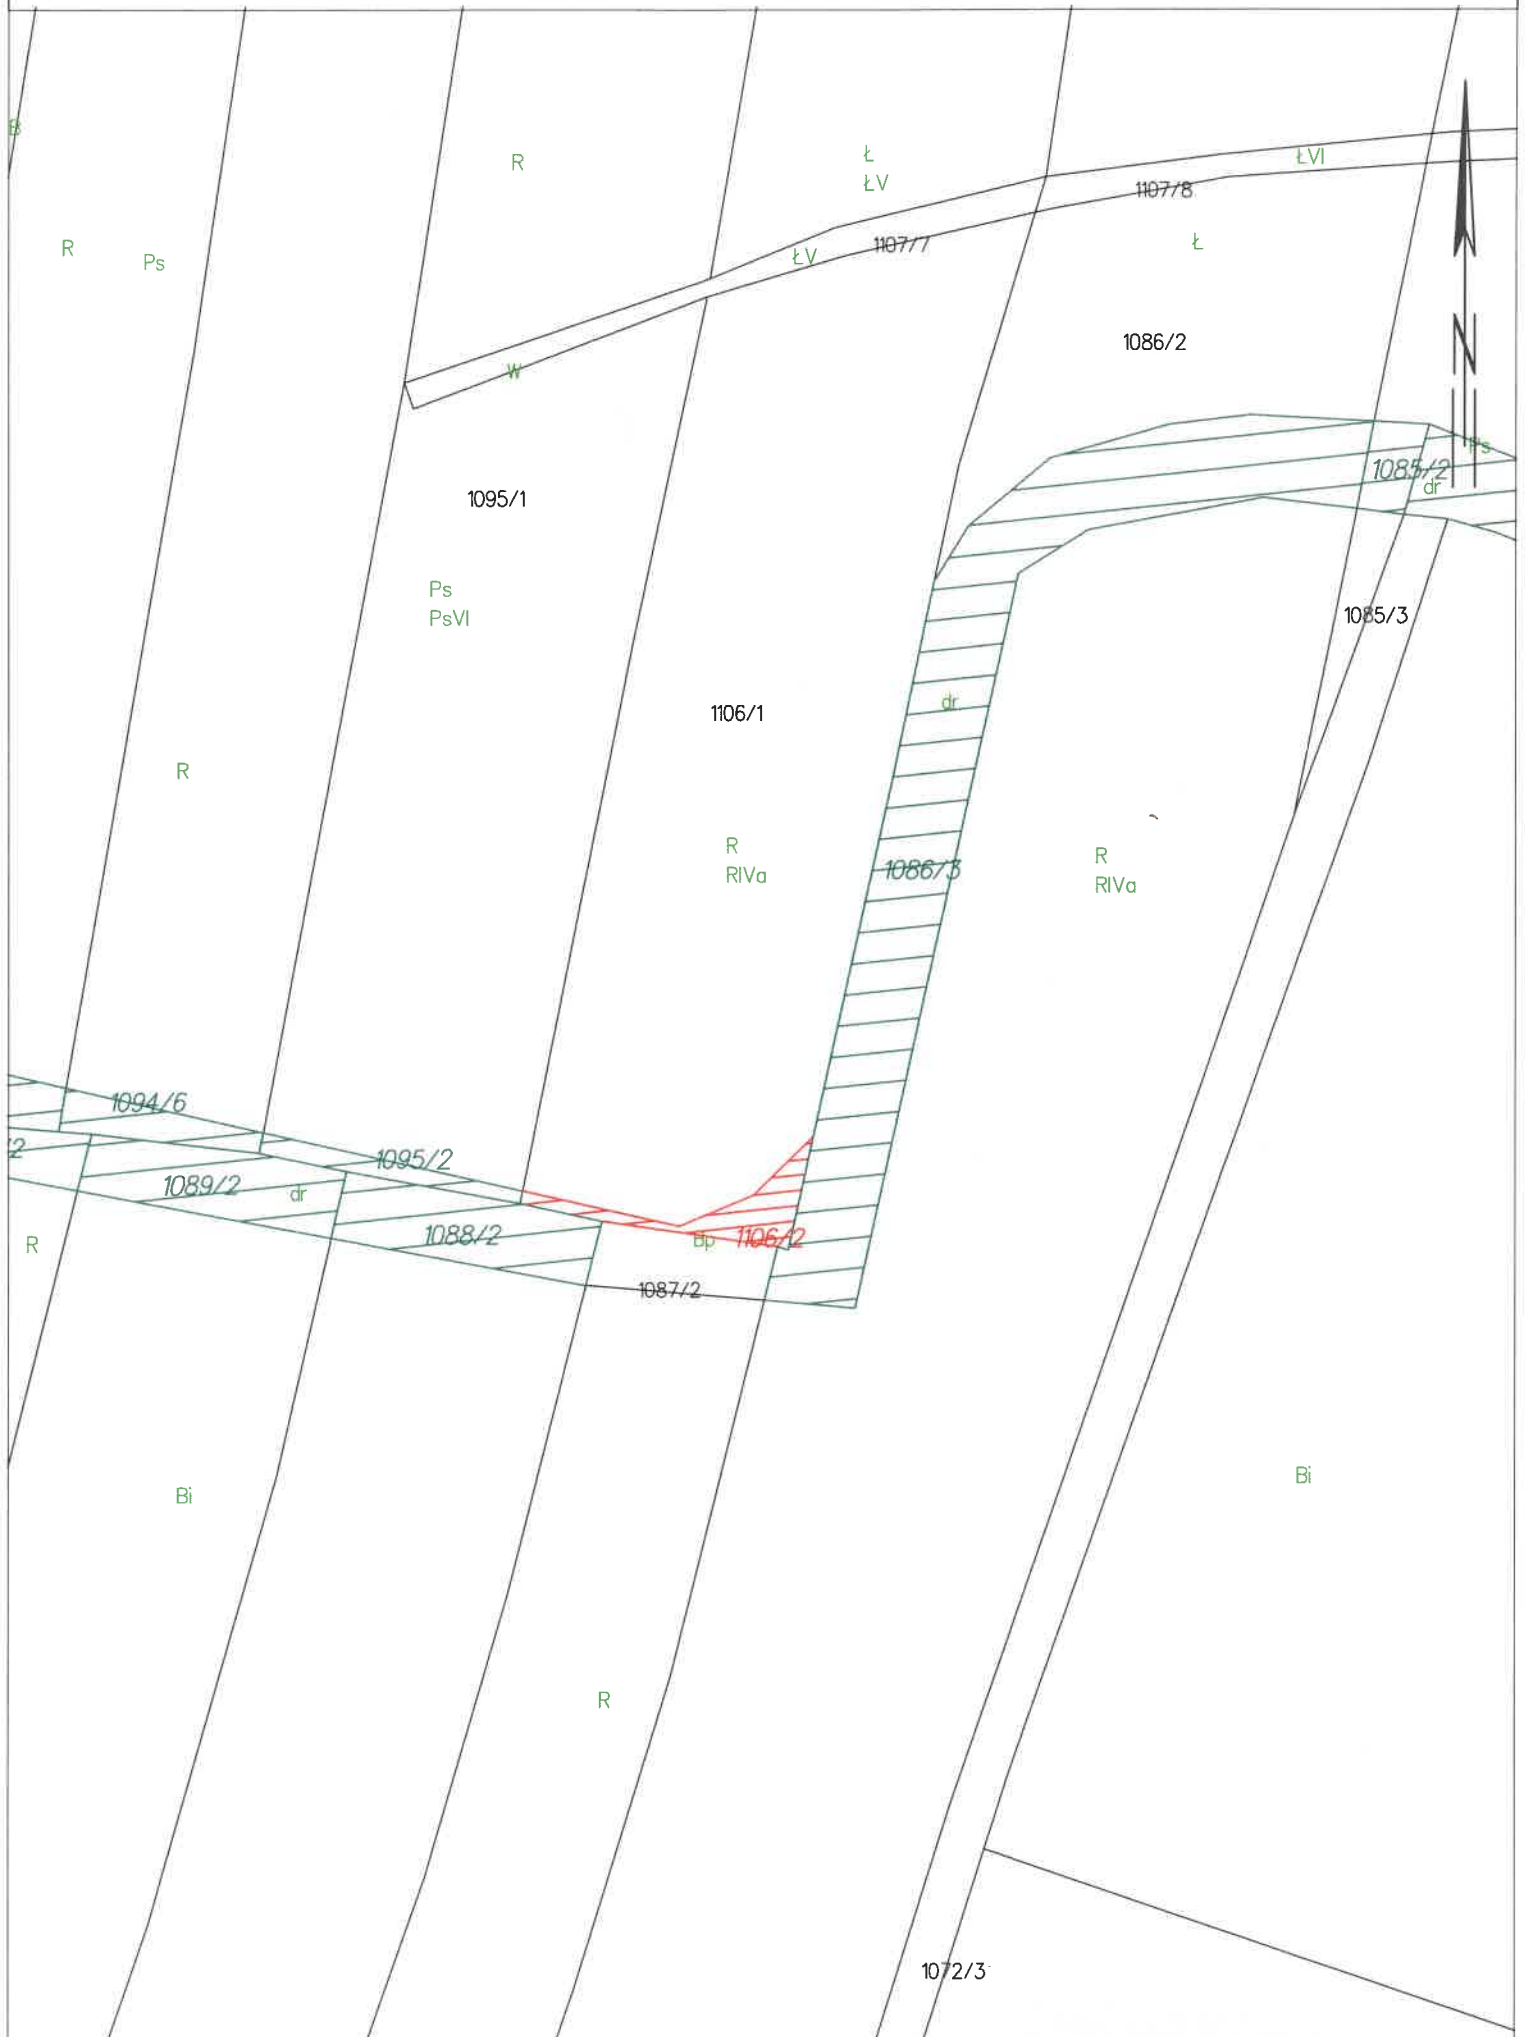 B
R
Ł
ŁV
ŁVI
1107/8
R
Ps
1107/7
Ł
ŁV
1086/2
N
W
Ps
1085/2
dr
1095/1
Ps
PsVI
1085/3
dr
1106/1
R
R
RIVa
1086/3
R
RIVa
1094/6
/2
1095/2
1089/2
dr
1088/2
Bp
1106/2
R
1087/2
Bi
Bi
R
1072/3